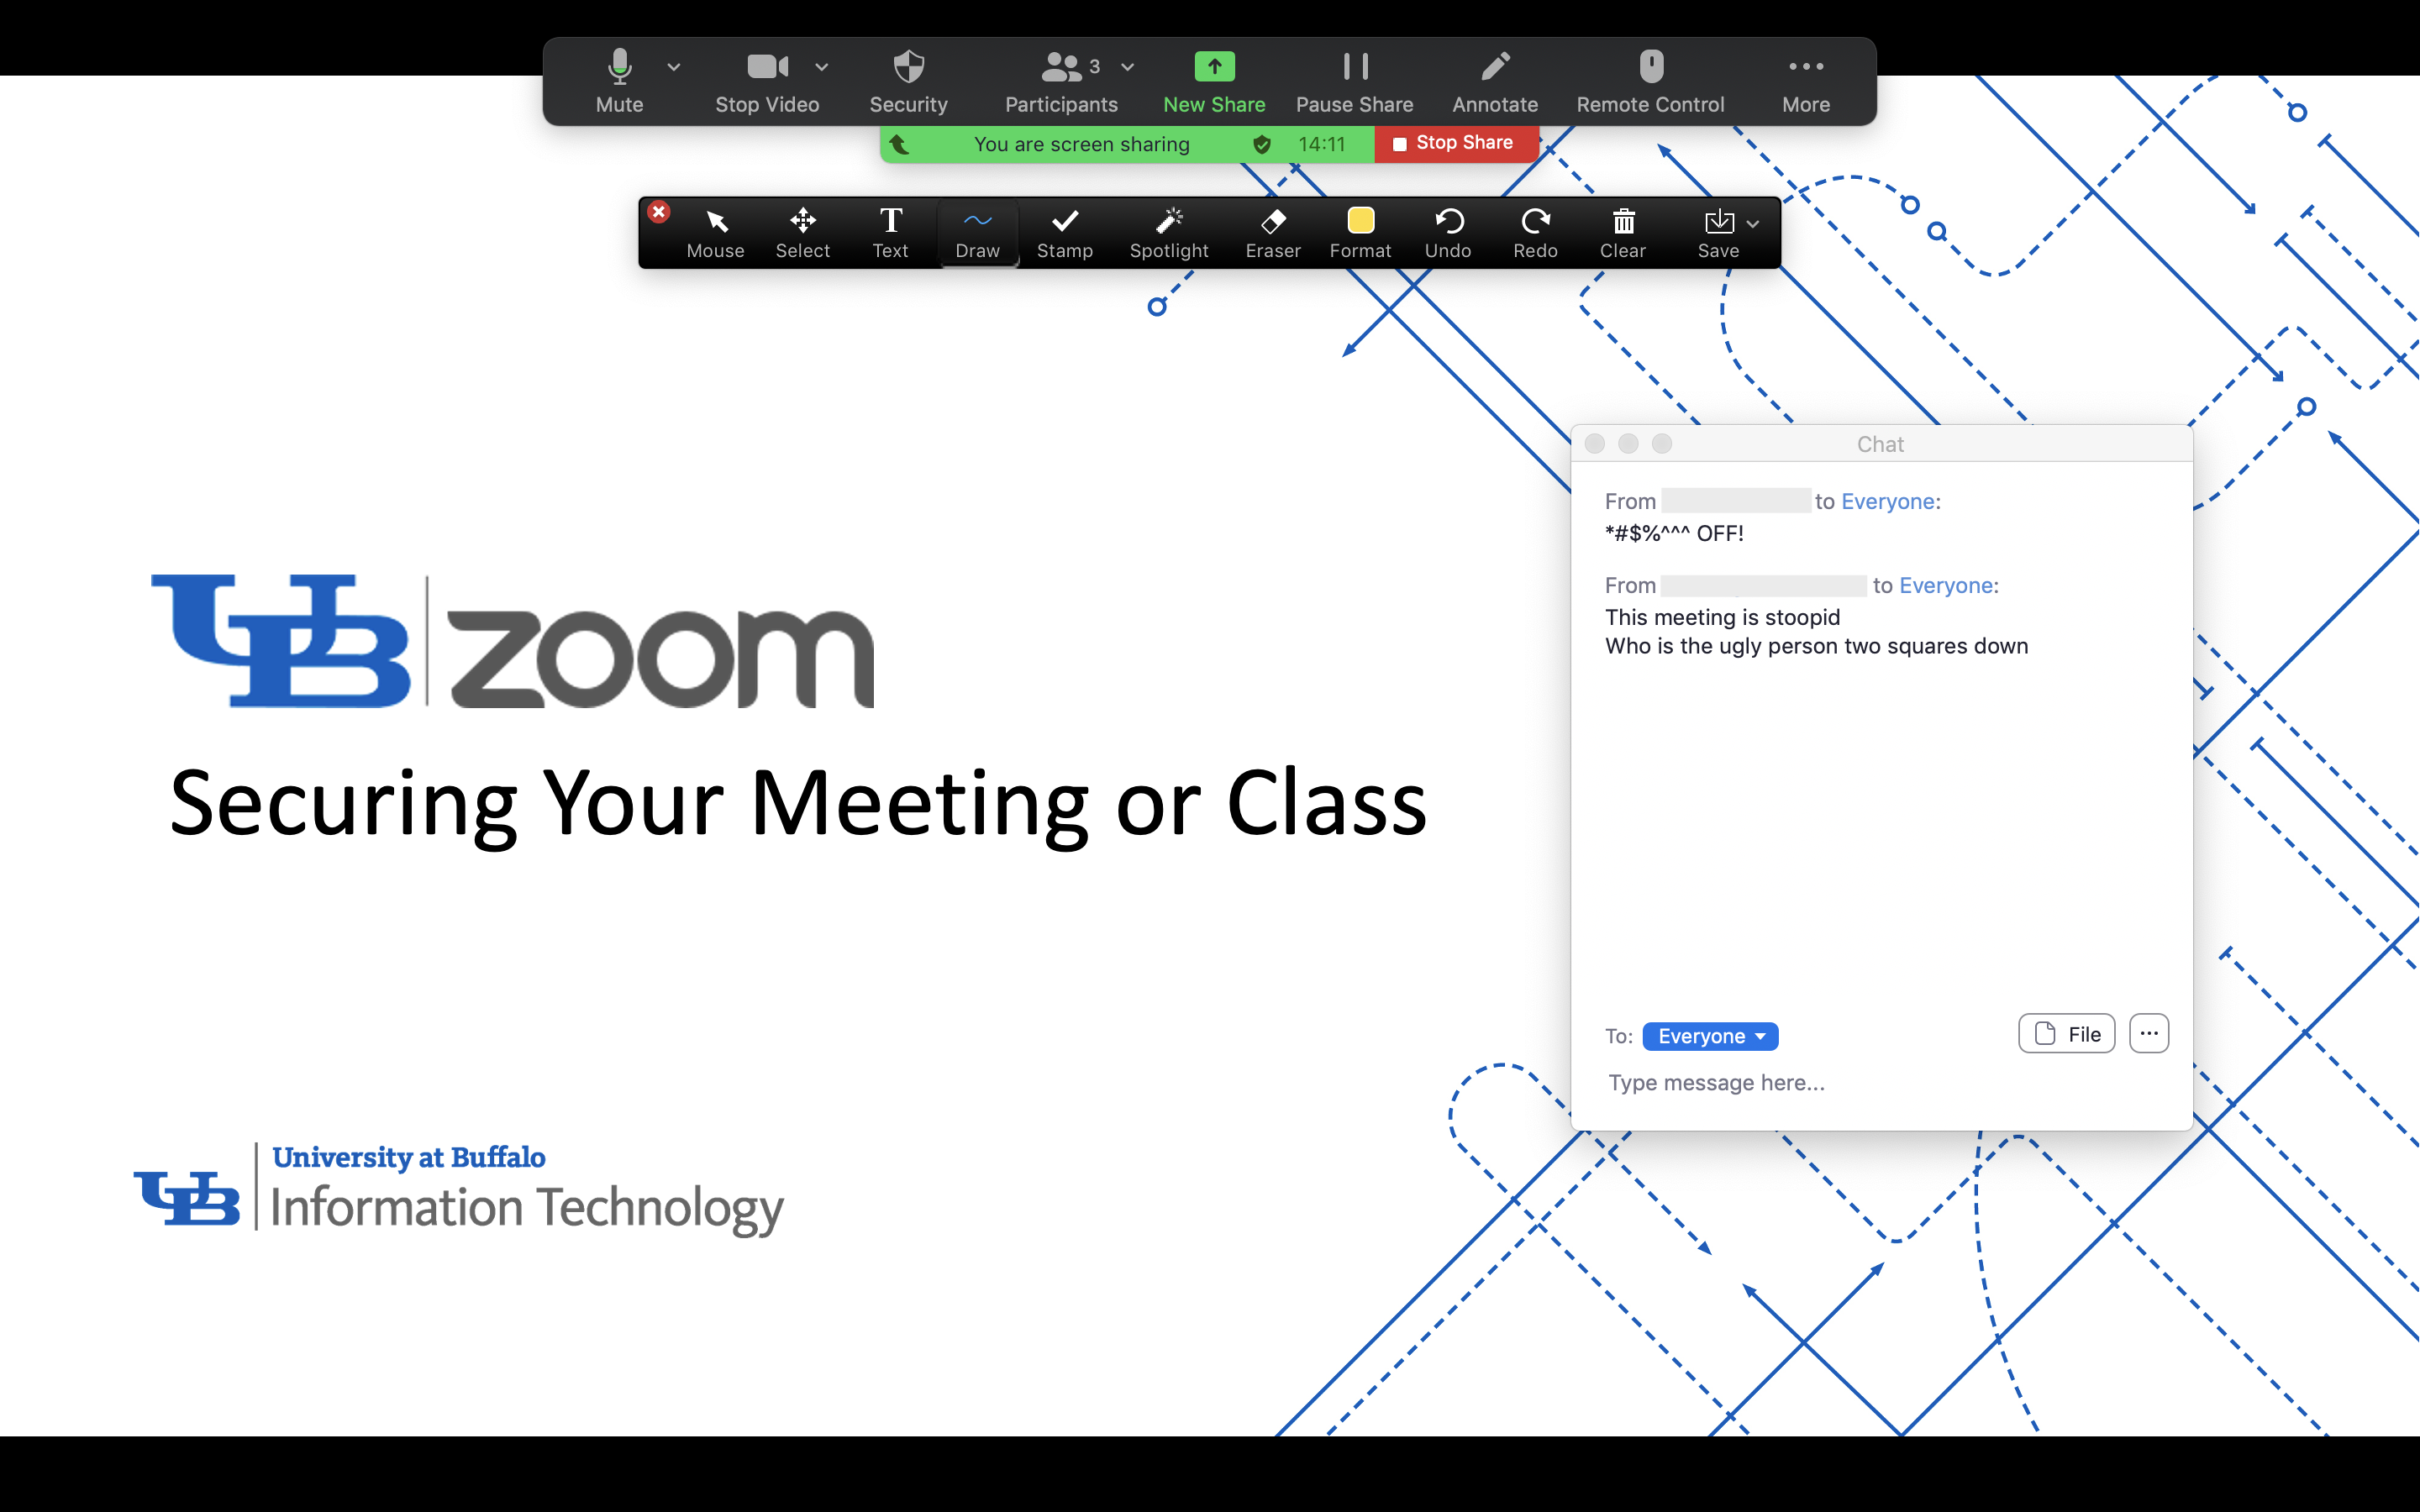 Mute Stop Video Security Participants 3 New Share Pause Share Annotate Remote Control More
You are screen sharing 14:11 Stop Share
Mouse Select Text Draw Stamp Spotlight Eraser Format Undo Redo Clear Save
UB zoom
Securing Your Meeting or Class
UB University at Buffalo
Information Technology
Chat
From to Everyone:
*#$%^^^ OFF!
From to Everyone:
This meeting is stoopid
Who is the ugly person two squares down
To: Everyone File ...
Type message here...